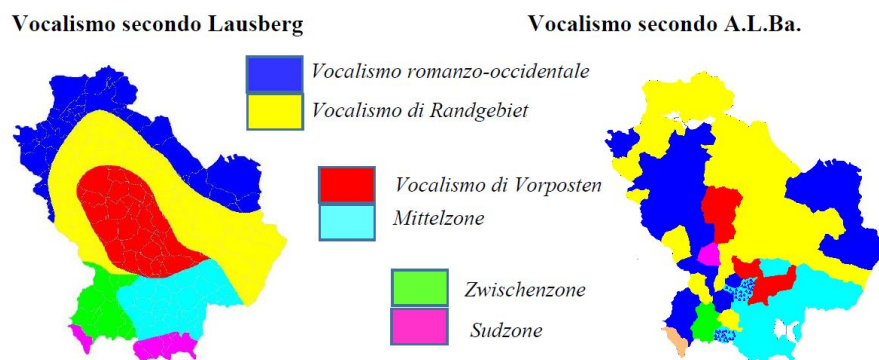 Vocalismo secondo Lausberg
Vocalismo secondo A.L.Ba.
Vocalismo romanzo-occidentale
Vocalismo di Randgebiet
Vocalismo di Vorposten
Mittelzone
Zwischenzone
Sudzone